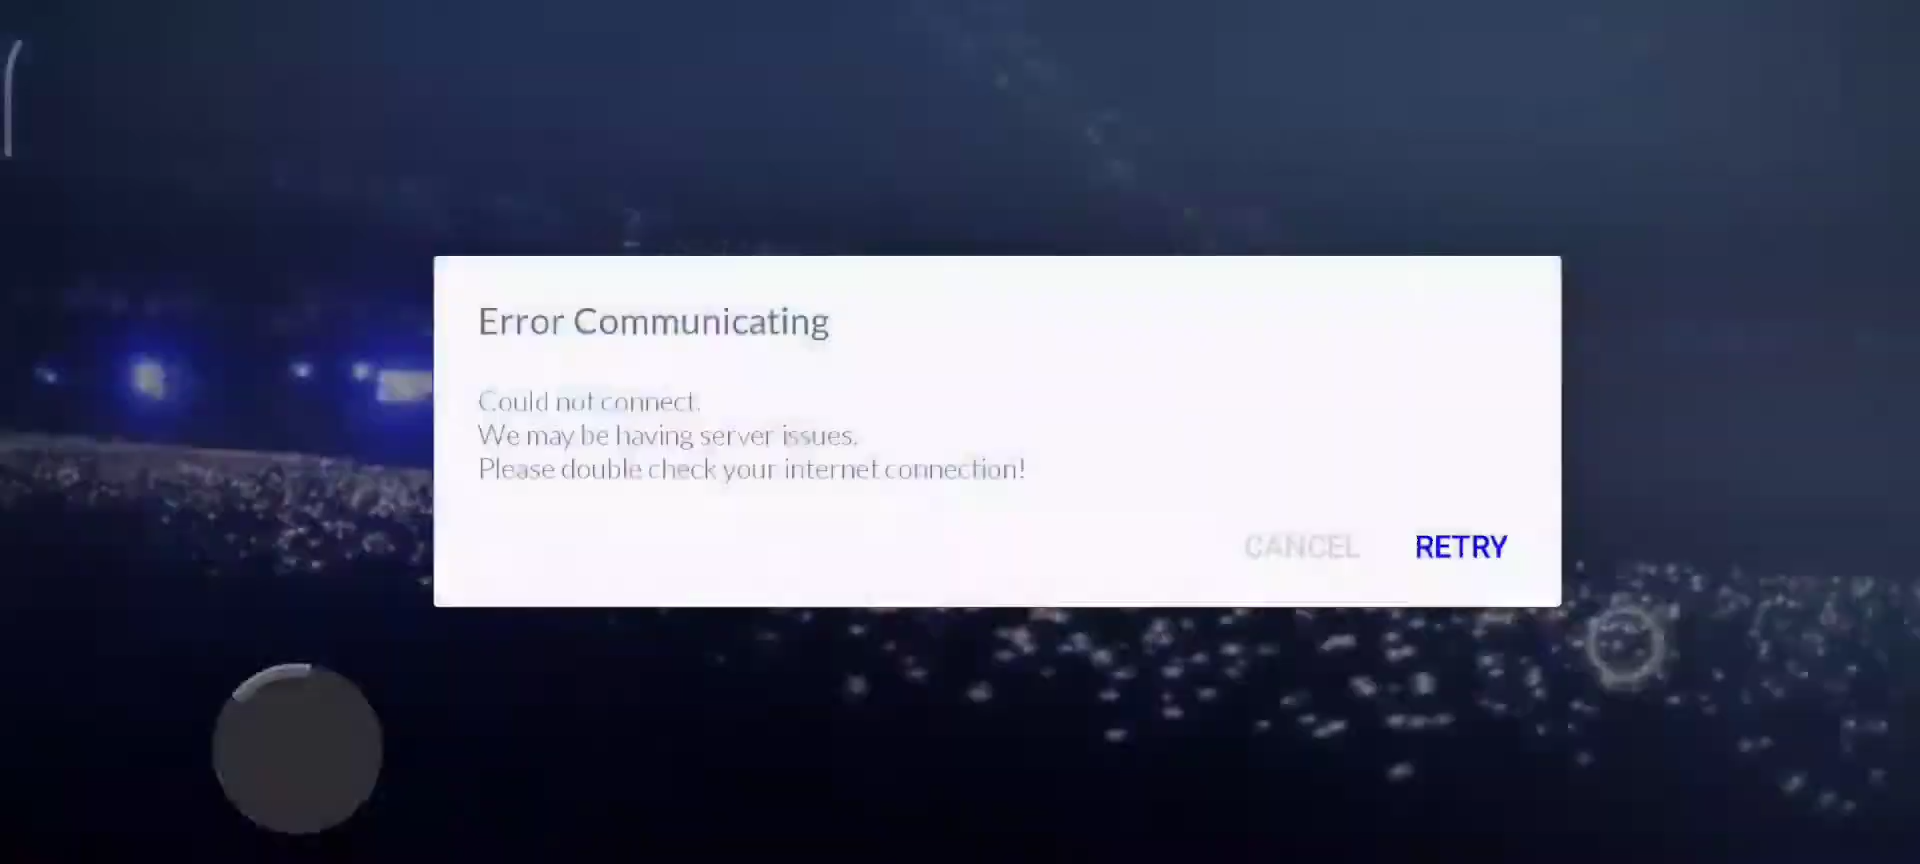 Error Communicating
Could not connect.
We may be having server issues.
Please double check your internet connection!
CANCEL
RETRY